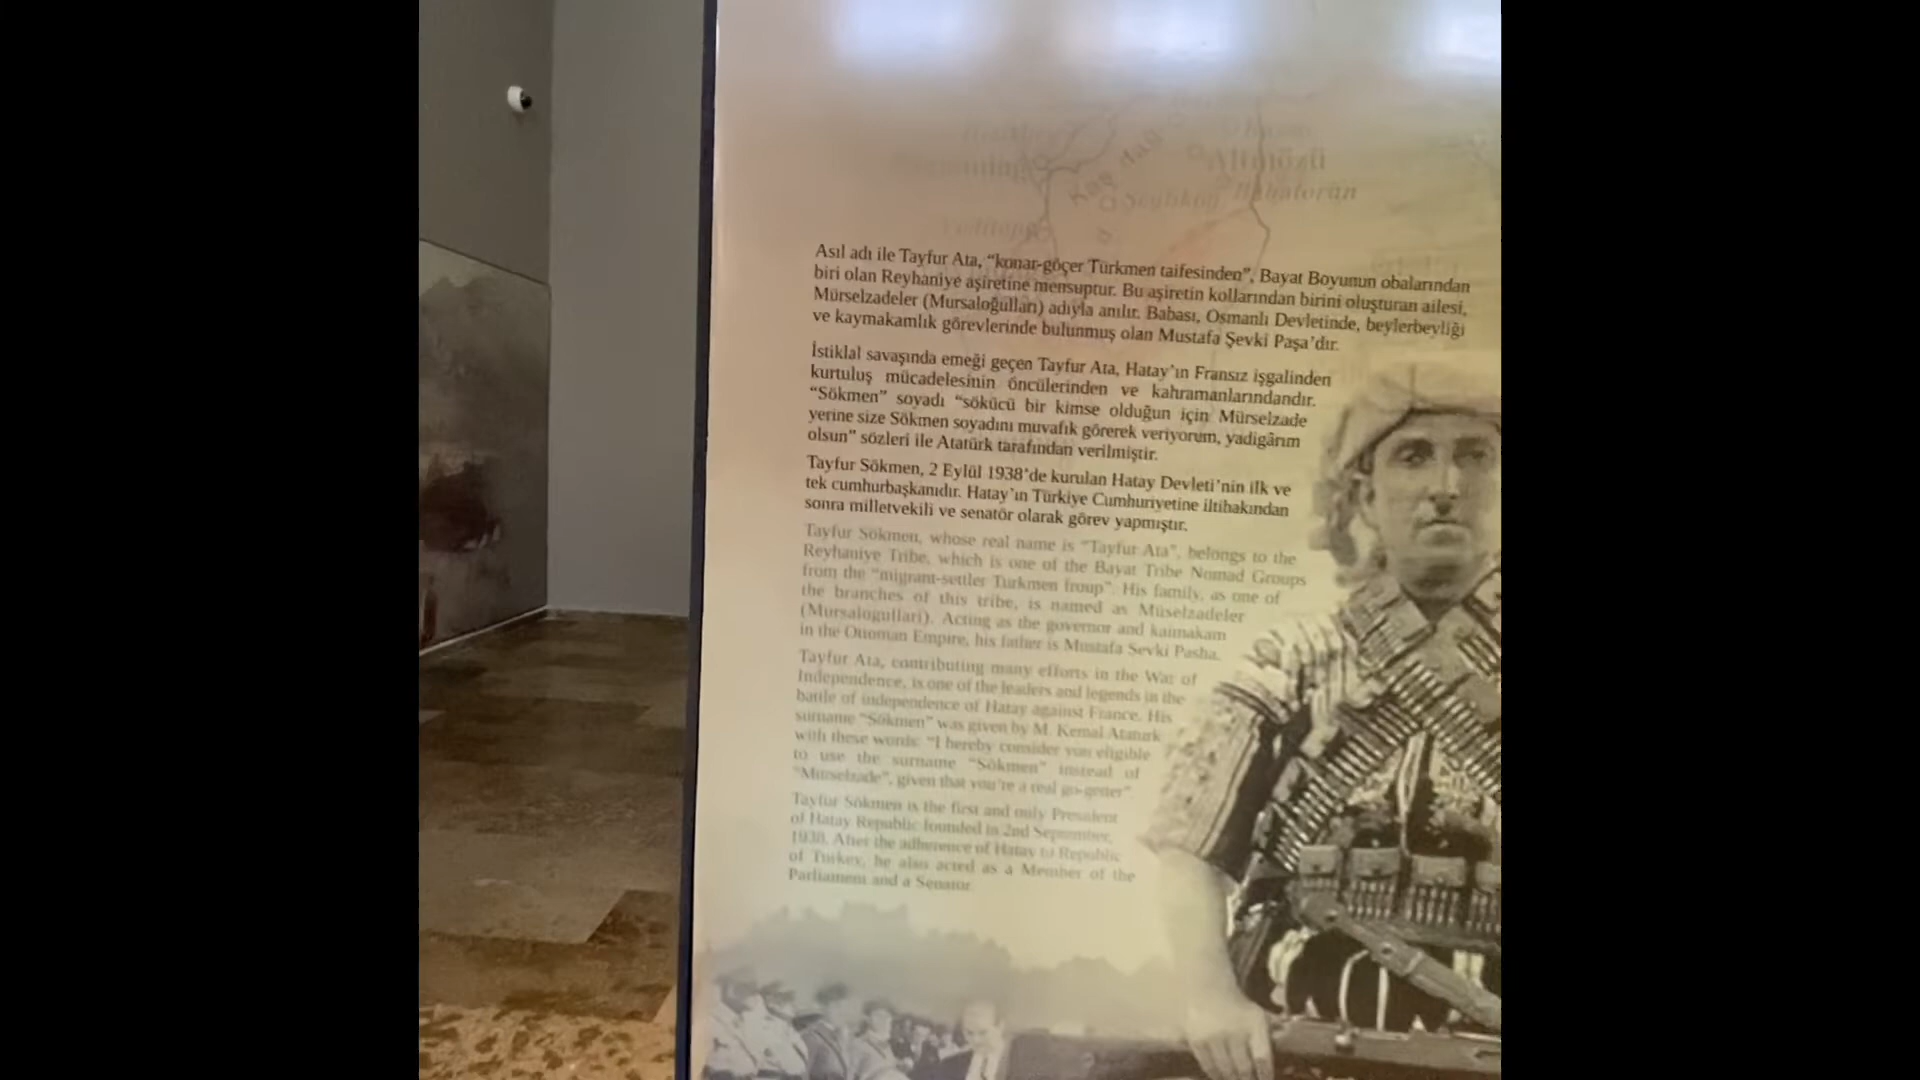 Altınözü
Asıl adı ile Tayfur Ata, “konar-göçer Türkmen taifesinden”, Bayat Boyunun obalarından
biri olan Reyhaniye aşiretine mensuptur. Bu aşiretin kollarından birini oluşturan ailesi,
Mürselzadeler (Mursaloğulları) adıyla anılır. Babası, Osmanlı Devletinde, beylerbeyliği
ve kaymakamlık görevlerinde bulunmuş olan Mustafa Şevki Paşa’dır.
İstiklal savaşında emeği geçen Tayfur Ata, Hatay’ın Fransız işgalinden
kurtuluş mücadelesinin öncülerinden ve kahramanlarındandır.
“Sökmen” soyadı “sökücü bir kimse olduğun için Mürselzade
yerine size Sökmen soyadını muvafık görerek veriyorum, yadigârım
olsun” sözleri ile Atatürk tarafından verilmiştir.
Tayfur Sökmen, 2 Eylül 1938’de kurulan Hatay Devleti’nin ilk ve
tek cumhurbaşkanıdır. Hatay’ın Türkiye Cumhuriyetine iltihakından
sonra milletvekili ve senatör olarak görev yapmıştır.
Tayfur Sökmen, whose real name is “Tayfur Ata”, belongs to the
Reyhaniye Tribe, which is one of the Bayat Tribe Nomad Groups
from the “migrant-settler Turkmen froup”. His family, as one of
the branches of this tribe, is named as Müselzadeler
(Mursalogullari). Acting as the governor and kaimakam
in the Ottoman Empire, his father is Mustafa Sevki Pasha.
Tayfur Ata, contributing many efforts in the War of
Independence, is one of the leaders and legends in the
battle of independence of Hatay against France. His
surname “Sökmen” was given by M. Kemal Ataturk
with these words: “I hereby consider you eligible
to use the surname “Sökmen” instead of
“Murselzade”, given that you’re a real go-getter”.
Tayfur Sökmen is the first and only President
of Hatay Republic founded in 2nd September,
1938. After the adherence of Hatay to Republic
of Turkey, he also acted as a Member of the
Parliament and a Senator.